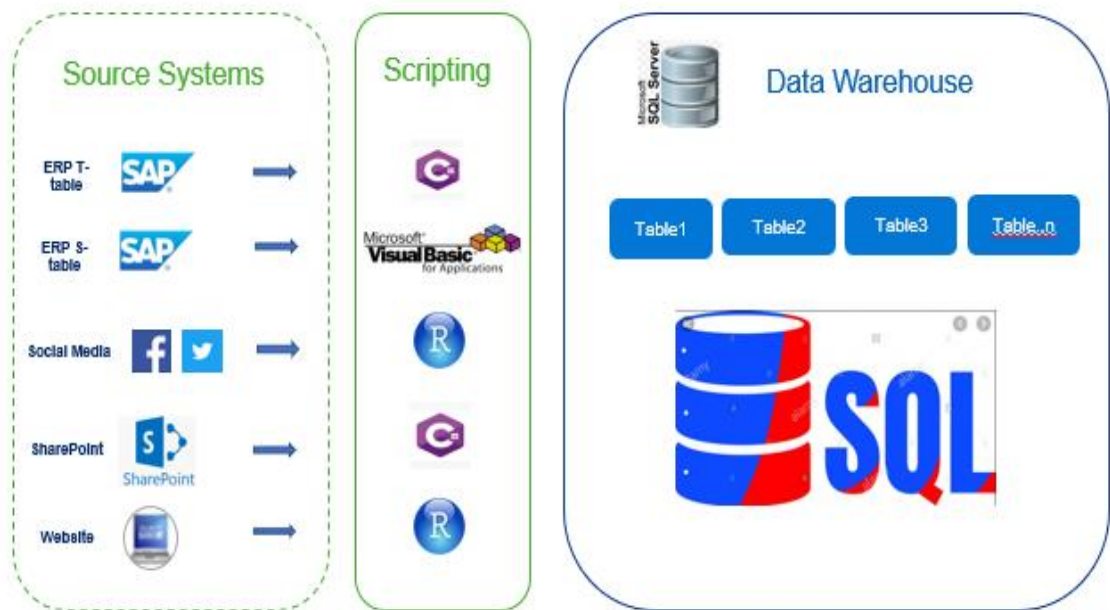 Source Systems
Scripting
Microsoft
SQL Server
Data Warehouse
ERP T-
table
SAP
C#
Table1
Table2
Table3
Table..n
ERP S-
table
SAP
Microsoft
Visual Basic
for Applications
Social Media
f
R
SQL
alamy
SharePoint
S
SharePoint
C#
Website
R